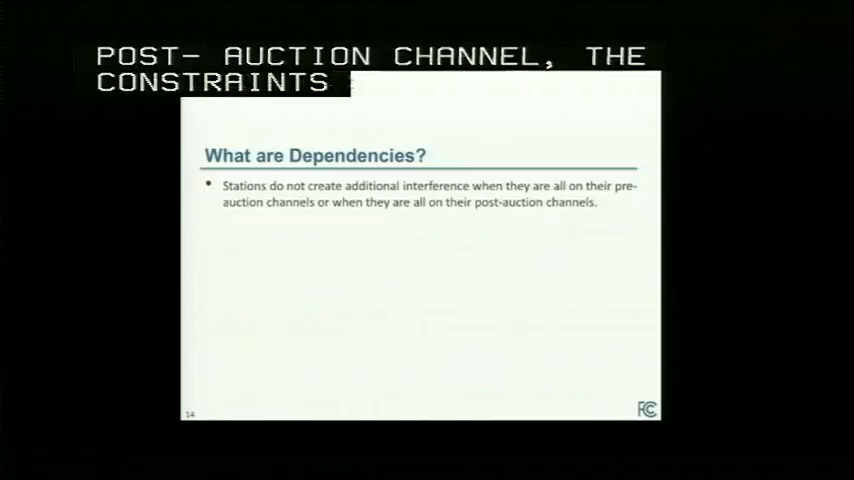 POST- AUCTION CHANNEL, THE
CONSTRAINTS
What are Dependencies?
• Stations do not create additional interference when they are all on their pre-
auction channels or when they are all on their post-auction channels.
14
FCC